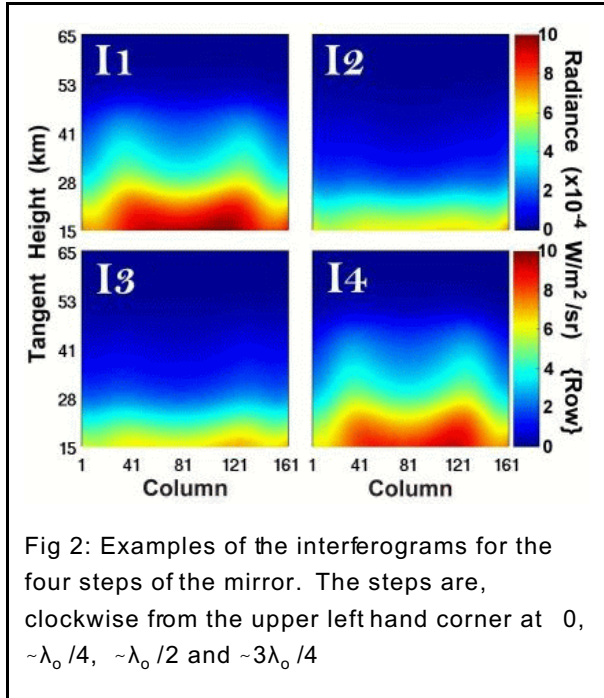 65
53
41
28
15
I1
I2
10
8
6
4
2
0
65
53
41
28
15
I3
I4
10
8
6
4
2
0
Tangent Height (km)
Radiance (x10⁻⁴ W/m²/sr) {Row}
1 41 81 121 161
1 41 81 121 161
Column
Column
Fig 2: Examples of the interferograms for the
four steps of the mirror. The steps are,
clockwise from the upper left hand corner at 0,
~λₒ /4, ~λₒ /2 and ~3λₒ /4